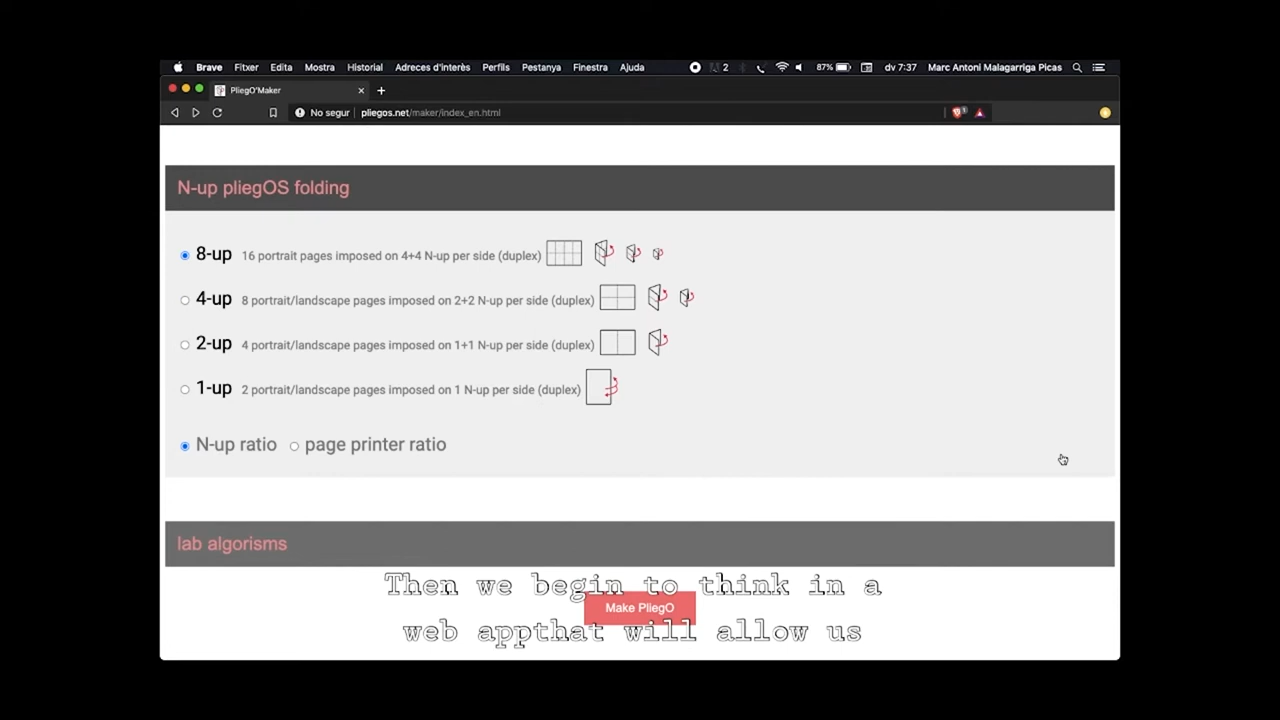 Brave Fitxer Edita Mostra Historial Adreces d'interès Perfils Pestanya Finestra Ajuda 2 87% dv 7:37 Marc Antoni Malagarriga Picas
PliegO'Maker
No segur pliegos.net/maker/index_en.html
N-up pliegOS folding
8-up 16 portrait pages imposed on 4+4 N-up per side (duplex)
4-up 8 portrait/landscape pages imposed on 2+2 N-up per side (duplex)
2-up 4 portrait/landscape pages imposed on 1+1 N-up per side (duplex)
1-up 2 portrait/landscape pages imposed on 1 N-up per side (duplex)
N-up ratio page printer ratio
lab algorisms
Then we begin to think in a
Make PliegO
web appthat will allow us